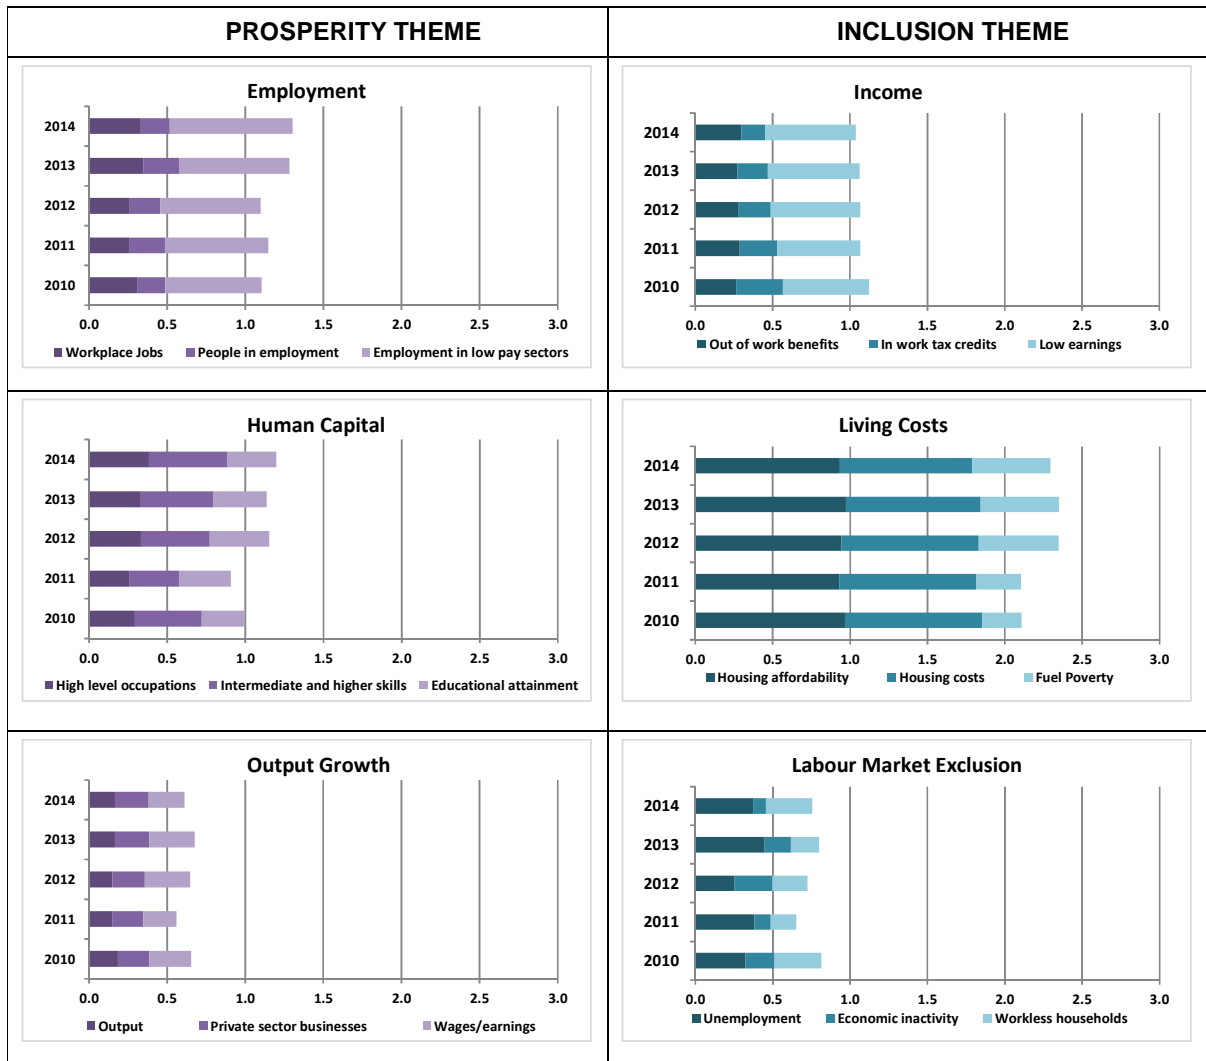 PROSPERITY THEME
INCLUSION THEME
Employment
2014
2013
2012
2011
2010
0.0 0.5 1.0 1.5 2.0 2.5 3.0
Workplace Jobs People in employment Employment in low pay sectors
Income
2014
2013
2012
2011
2010
0.0 0.5 1.0 1.5 2.0 2.5 3.0
Out of work benefits In work tax credits Low earnings
Human Capital
2014
2013
2012
2011
2010
0.0 0.5 1.0 1.5 2.0 2.5 3.0
High level occupations Intermediate and higher skills Educational attainment
Living Costs
2014
2013
2012
2011
2010
0.0 0.5 1.0 1.5 2.0 2.5 3.0
Housing affordability Housing costs Fuel Poverty
Output Growth
2014
2013
2012
2011
2010
0.0 0.5 1.0 1.5 2.0 2.5 3.0
Output Private sector businesses Wages/earnings
Labour Market Exclusion
2014
2013
2012
2011
2010
0.0 0.5 1.0 1.5 2.0 2.5 3.0
Unemployment Economic inactivity Workless households